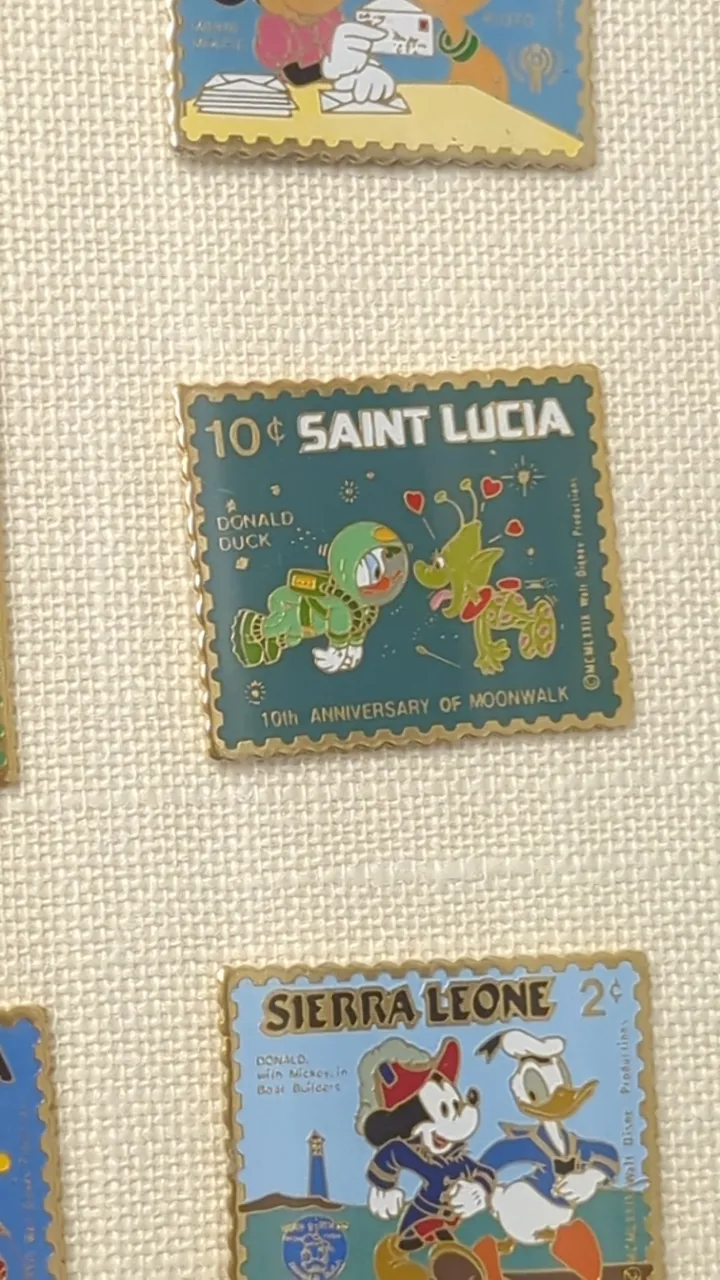 10¢ SAINT LUCIA
DONALD
DUCK
10th ANNIVERSARY OF MOONWALK
©MCMLXXIX Walt Disney Productions
SIERRA LEONE 2¢
DONALD,
with Mickey, in
Boat Builders
Walt Disney Productions